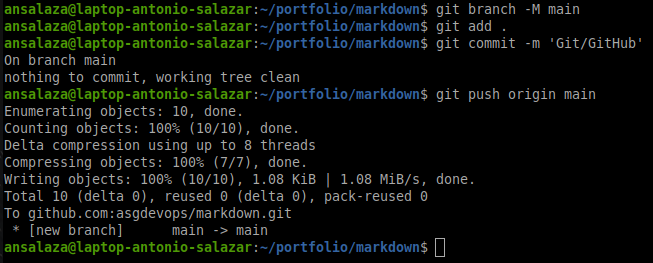 ansalaza@laptop-antonio-salazar:~/portfolio/markdown$ git branch -M main
ansalaza@laptop-antonio-salazar:~/portfolio/markdown$ git add .
ansalaza@laptop-antonio-salazar:~/portfolio/markdown$ git commit -m 'Git/GitHub'
On branch main
nothing to commit, working tree clean
ansalaza@laptop-antonio-salazar:~/portfolio/markdown$ git push origin main
Enumerating objects: 10, done.
Counting objects: 100% (10/10), done.
Delta compression using up to 8 threads
Compressing objects: 100% (7/7), done.
Writing objects: 100% (10/10), 1.08 KiB | 1.08 MiB/s, done.
Total 10 (delta 0), reused 0 (delta 0), pack-reused 0
To github.com:asgdevops/markdown.git
 * [new branch]      main -> main
ansalaza@laptop-antonio-salazar:~/portfolio/markdown$